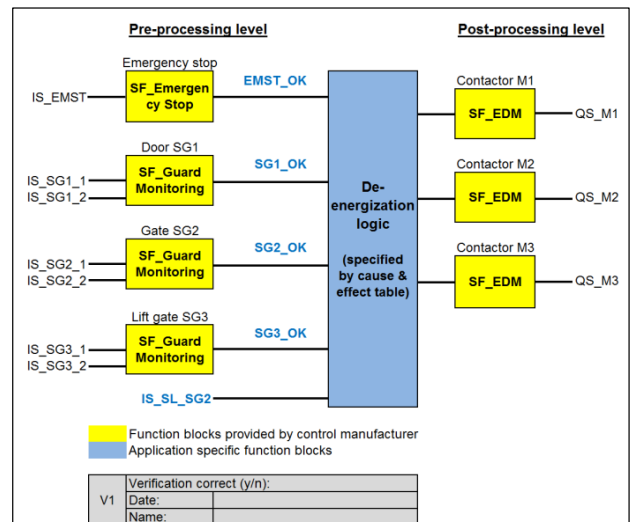 Pre-processing level
Post-processing level
Emergency stop
IS_EMST
SF_Emergen
cy Stop
EMST_OK
Door SG1
IS_SG1_1
IS_SG1_2
SF_Guard
Monitoring
SG1_OK
Gate SG2
IS_SG2_1
IS_SG2_2
SF_Guard
Monitoring
SG2_OK
Lift gate SG3
IS_SG3_1
IS_SG3_2
SF_Guard
Monitoring
SG3_OK
IS_SL_SG2
De-
energization
logic
(specified
by cause &
effect table)
Contactor M1
SF_EDM
QS_M1
Contactor M2
SF_EDM
QS_M2
Contactor M3
SF_EDM
QS_M3
Function blocks provided by control manufacturer
Application specific function blocks
V1
Verification correct (y/n):
Date:
Name: